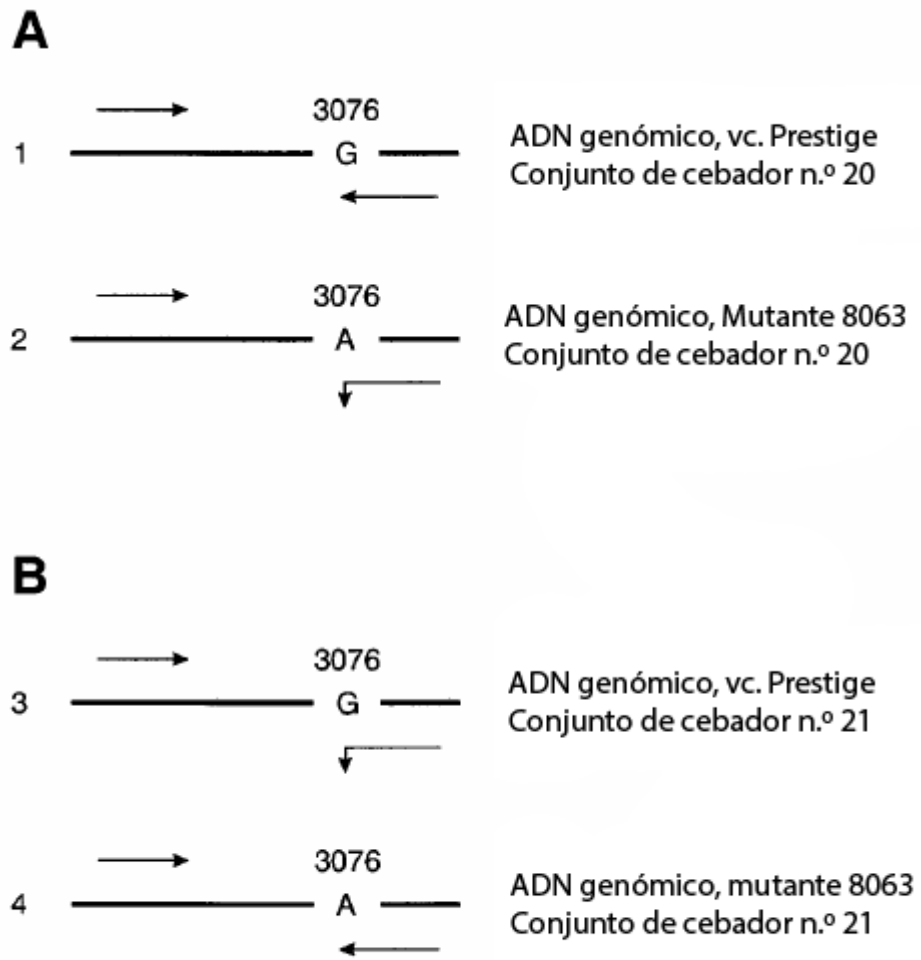 A
3076
1 G
ADN genómico, vc. Prestige
Conjunto de cebador n.º 20
3076
2 A
ADN genómico, Mutante 8063
Conjunto de cebador n.º 20
B
3076
3 G
ADN genómico, vc. Prestige
Conjunto de cebador n.º 21
3076
4 A
ADN genómico, mutante 8063
Conjunto de cebador n.º 21